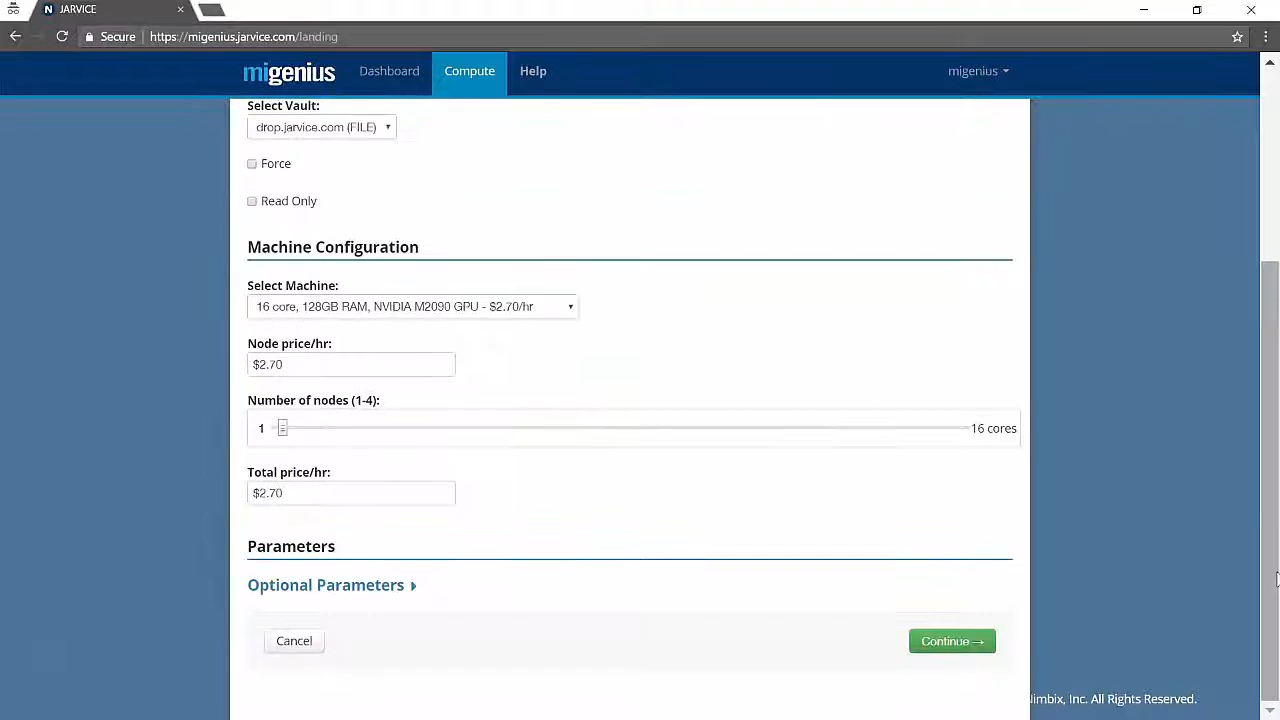 JARVICE
Secure
https://migenius.jarvice.com/landing
migenius
Dashboard
Compute
Help
migenius
Select Vault:
drop.jarvice.com (FILE)
Force
Read Only
Machine Configuration
Select Machine:
16 core, 128GB RAM, NVIDIA M2090 GPU - $2.70/hr
Node price/hr:
$2.70
Number of nodes (1-4):
1
16 cores
Total price/hr:
$2.70
Parameters
Optional Parameters
Cancel
Continue →
Nimbix, Inc. All Rights Reserved.